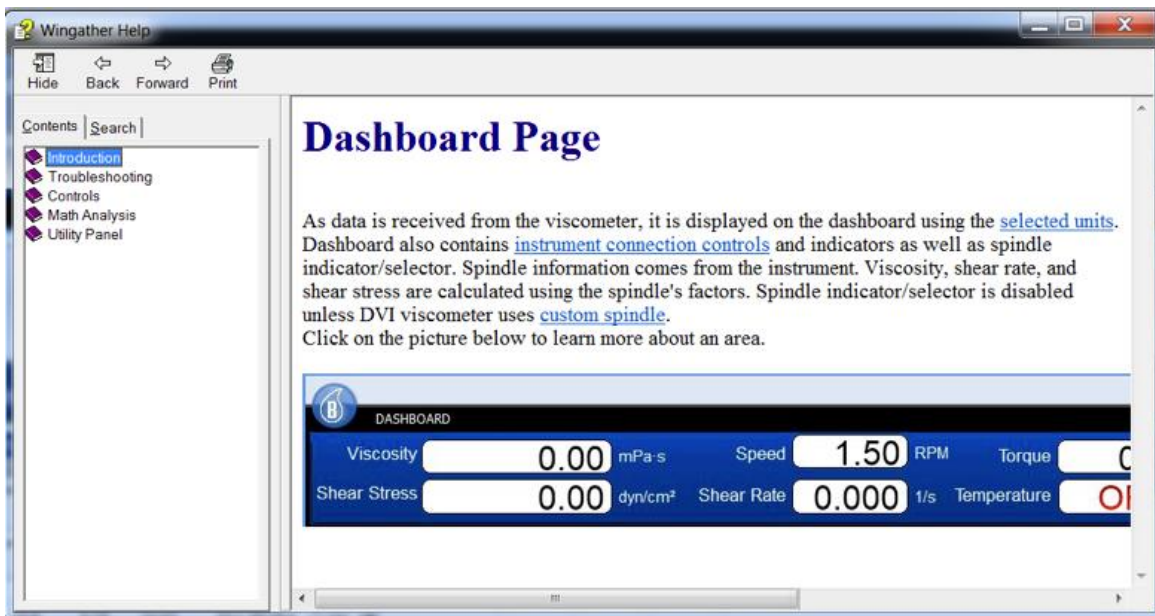 Wingather Help
Hide Back Forward Print
Contents Search
Introduction
Troubleshooting
Controls
Math Analysis
Utility Panel
Dashboard Page
As data is received from the viscometer, it is displayed on the dashboard using the selected units.
Dashboard also contains instrument connection controls and indicators as well as spindle
indicator/selector. Spindle information comes from the instrument. Viscosity, shear rate, and
shear stress are calculated using the spindle's factors. Spindle indicator/selector is disabled
unless DVI viscometer uses custom spindle.
Click on the picture below to learn more about an area.
B
DASHBOARD
Viscosity 0.00 mPa·s Speed 1.50 RPM Torque
Shear Stress 0.00 dyn/cm² Shear Rate 0.000 1/s Temperature